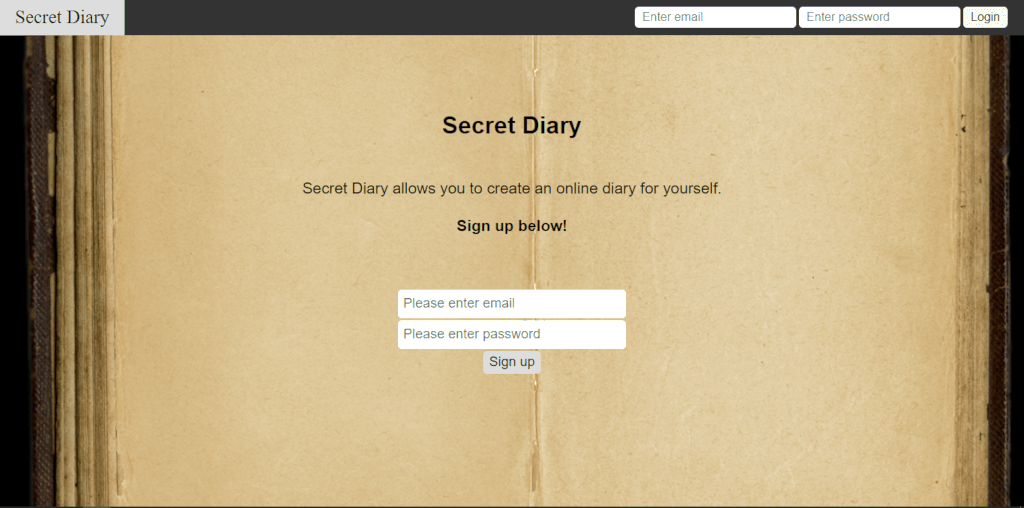 Secret Diary
Enter email
Enter password
Login
Secret Diary
Secret Diary allows you to create an online diary for yourself.
Sign up below!
Please enter email
Please enter password
Sign up